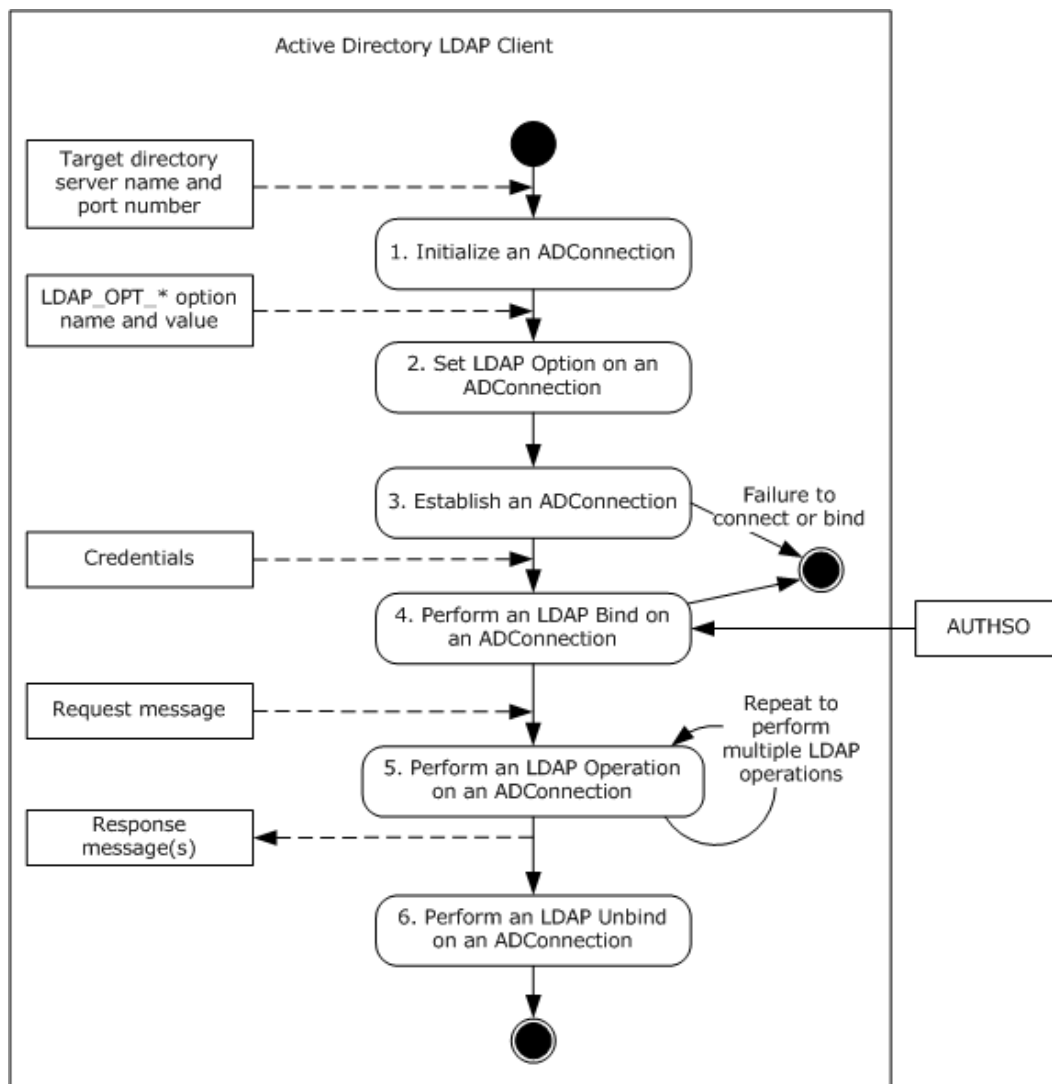 Active Directory LDAP Client
Target directory
server name and
port number
1. Initialize an ADConnection
LDAP_OPT_* option
name and value
2. Set LDAP Option on an
ADConnection
3. Establish an ADConnection
Failure to
connect or bind
Credentials
4. Perform an LDAP Bind on
an ADConnection
AUTHSO
Request message
Repeat to
perform
multiple LDAP
operations
5. Perform an LDAP Operation
on an ADConnection
Response
message(s)
6. Perform an LDAP Unbind
on an ADConnection